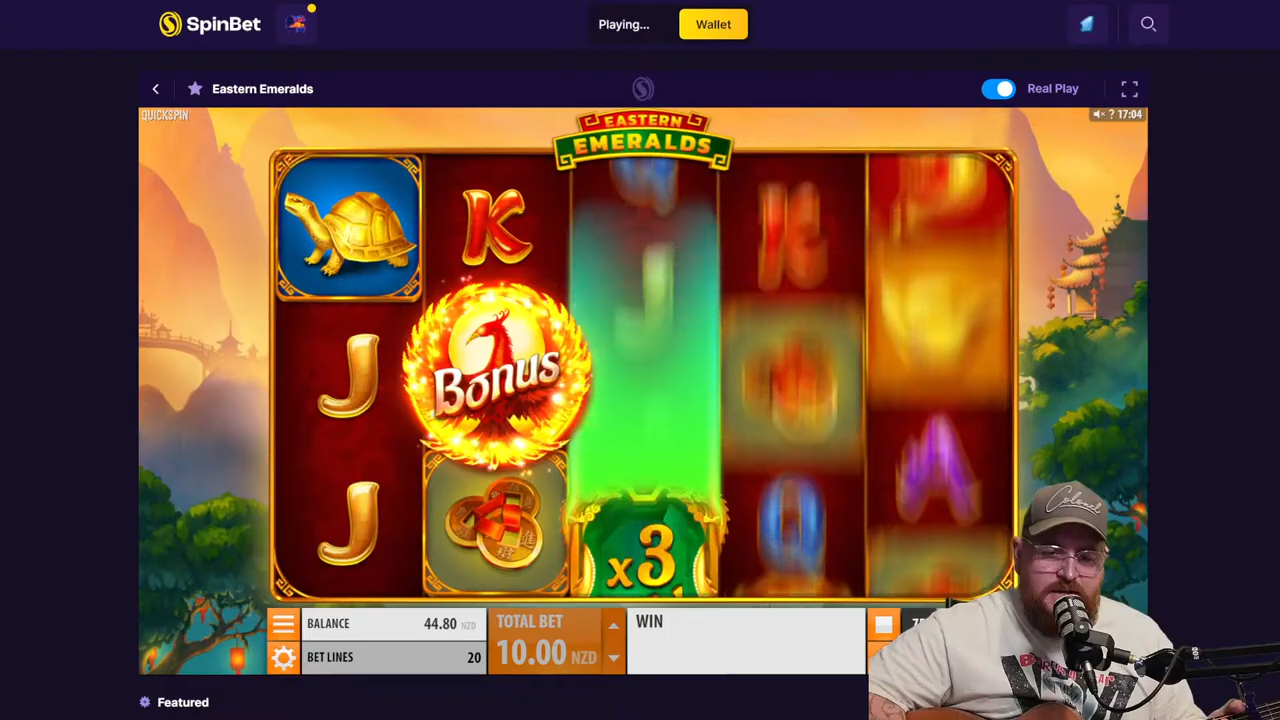 SpinBet
Playing...
Wallet
Eastern Emeralds
Real Play
QUICKSPIN
? 17:04
EASTERN
EMERALDS
K
J
K
J
Bonus
A
J
x3
BALANCE
44.80 NZD
TOTAL BET
10.00 NZD
WIN
BET LINES
20
Colonel
Featured